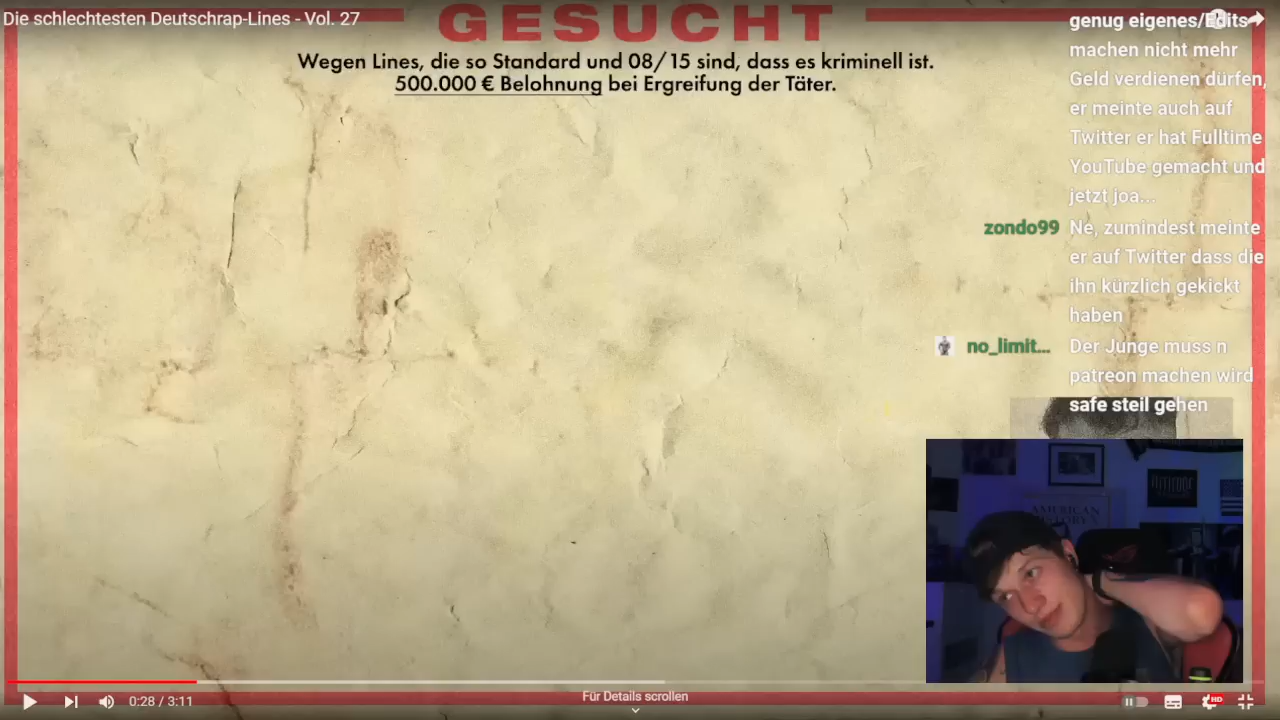 Die schlechtesten Deutschrap-Lines - Vol. 27
GESUCHT
Wegen Lines, die so Standard und 08/15 sind, dass es kriminell ist.
500.000 € Belohnung bei Ergreifung der Täter.
genug eigenes/Edits
machen nicht mehr
Geld verdienen dürfen,
er meinte auch auf
Twitter er hat Fulltime
YouTube gemacht und
jetzt joa...
zondo99 Ne, zumindest meinte
er auf Twitter dass die
ihn kürzlich gekickt
haben
no_limit... Der Junge muss n
patreon machen wird
safe steil gehen
AMERICAN
HISTORY
0:28 / 3:11
Für Details scrollen
HD